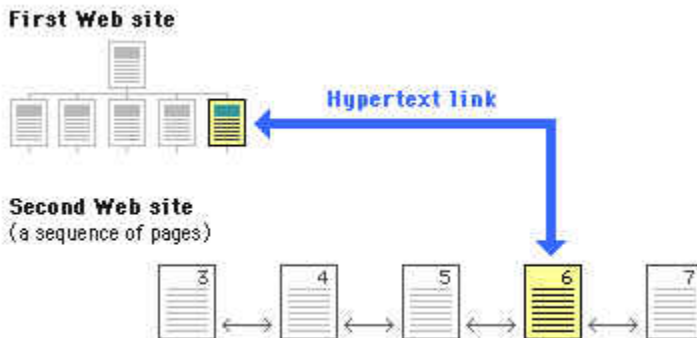 First Web site
Hypertext link
Second Web site
(a sequence of pages)
3 4 5 6 7